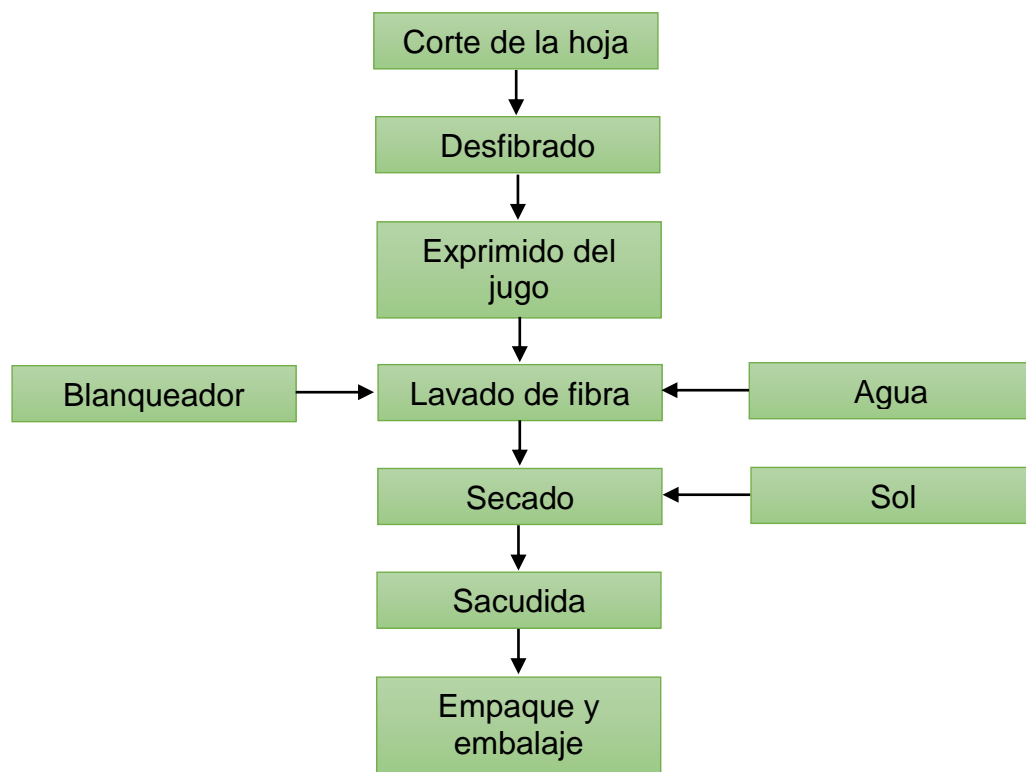 Corte de la hoja
Desfibrado
Exprimido del
jugo
Blanqueador
Lavado de fibra
Agua
Secado
Sol
Sacudida
Empaque y
embalaje